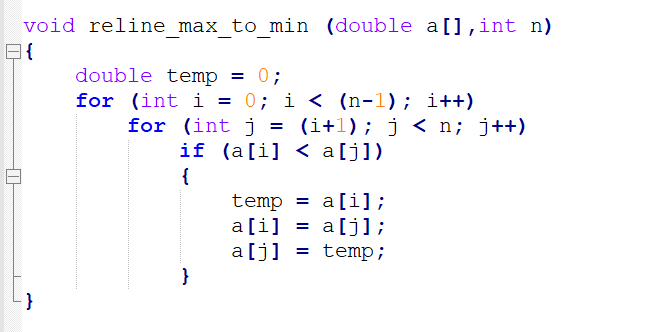 void reline_max_to_min (double a[],int n)
{
double temp = 0;
for (int i = 0; i < (n-1); i++)
for (int j = (i+1); j < n; j++)
if (a[i] < a[j])
{
temp = a[i];
a[i] = a[j];
a[j] = temp;
}
}